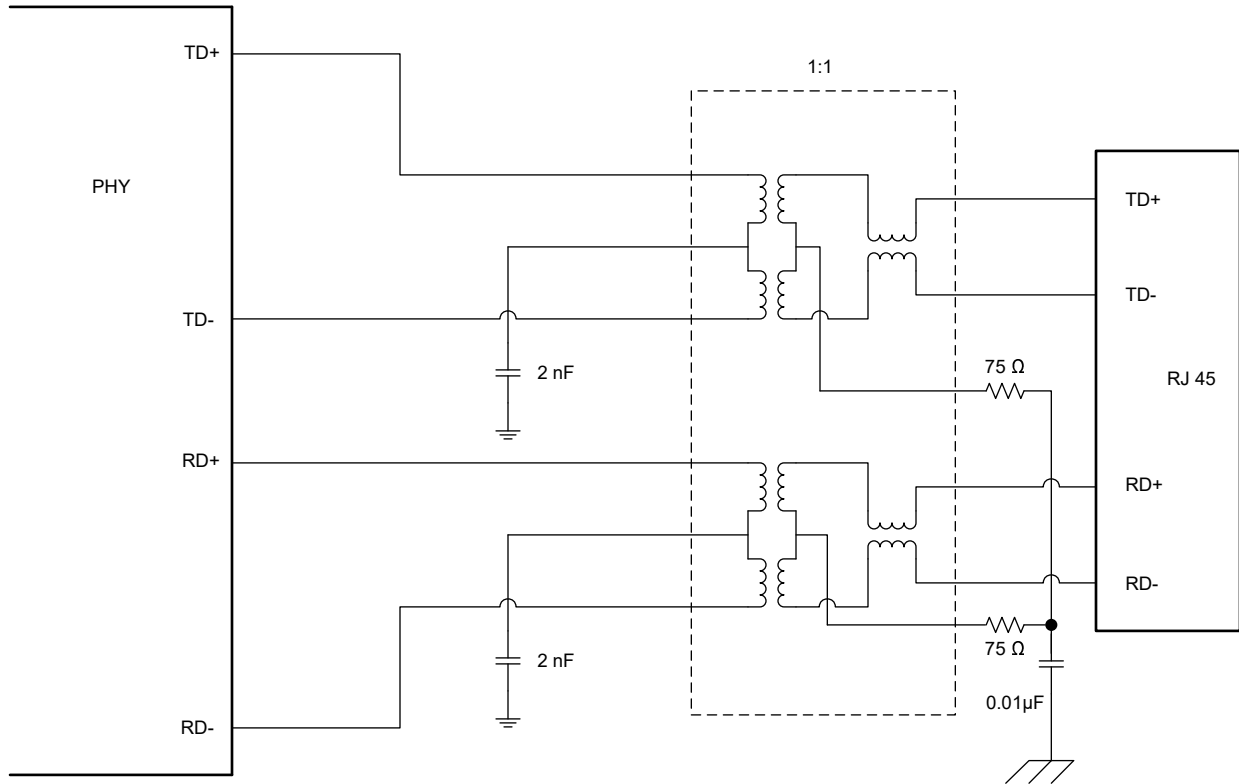 TD+
1:1
PHY
TD+
TD-
TD-
2 nF
75 Ω
RJ 45
RD+
RD+
RD-
75 Ω
2 nF
0.01µF
RD-